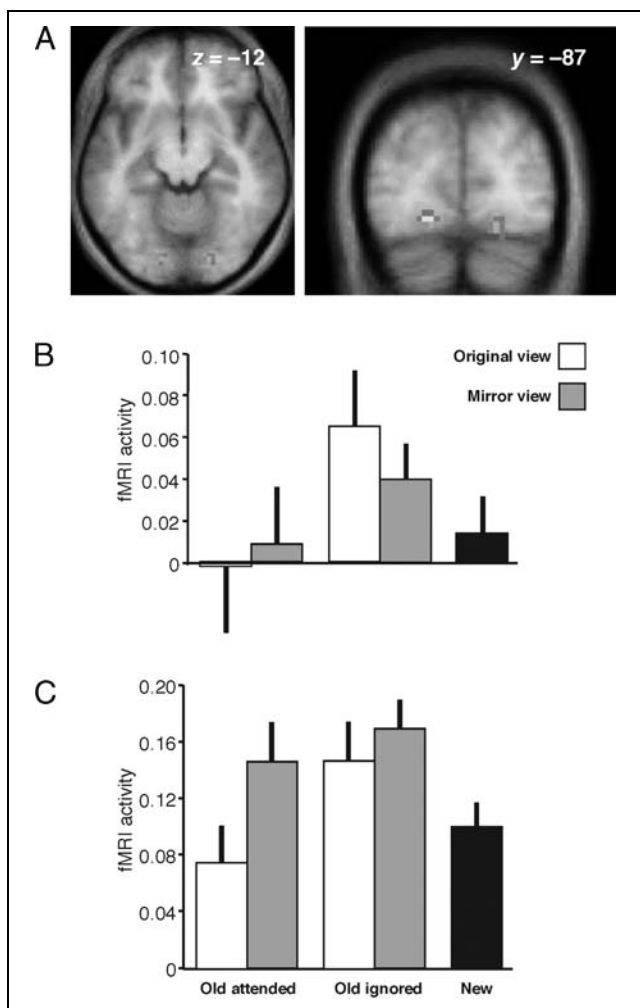 A
z = –12
y = –87
B
Original view
Mirror view
fMRI activity
0.10
0.08
0.06
0.04
0.02
0
C
fMRI activity
0.20
0.16
0.12
0.08
0.04
0
Old attended Old ignored New